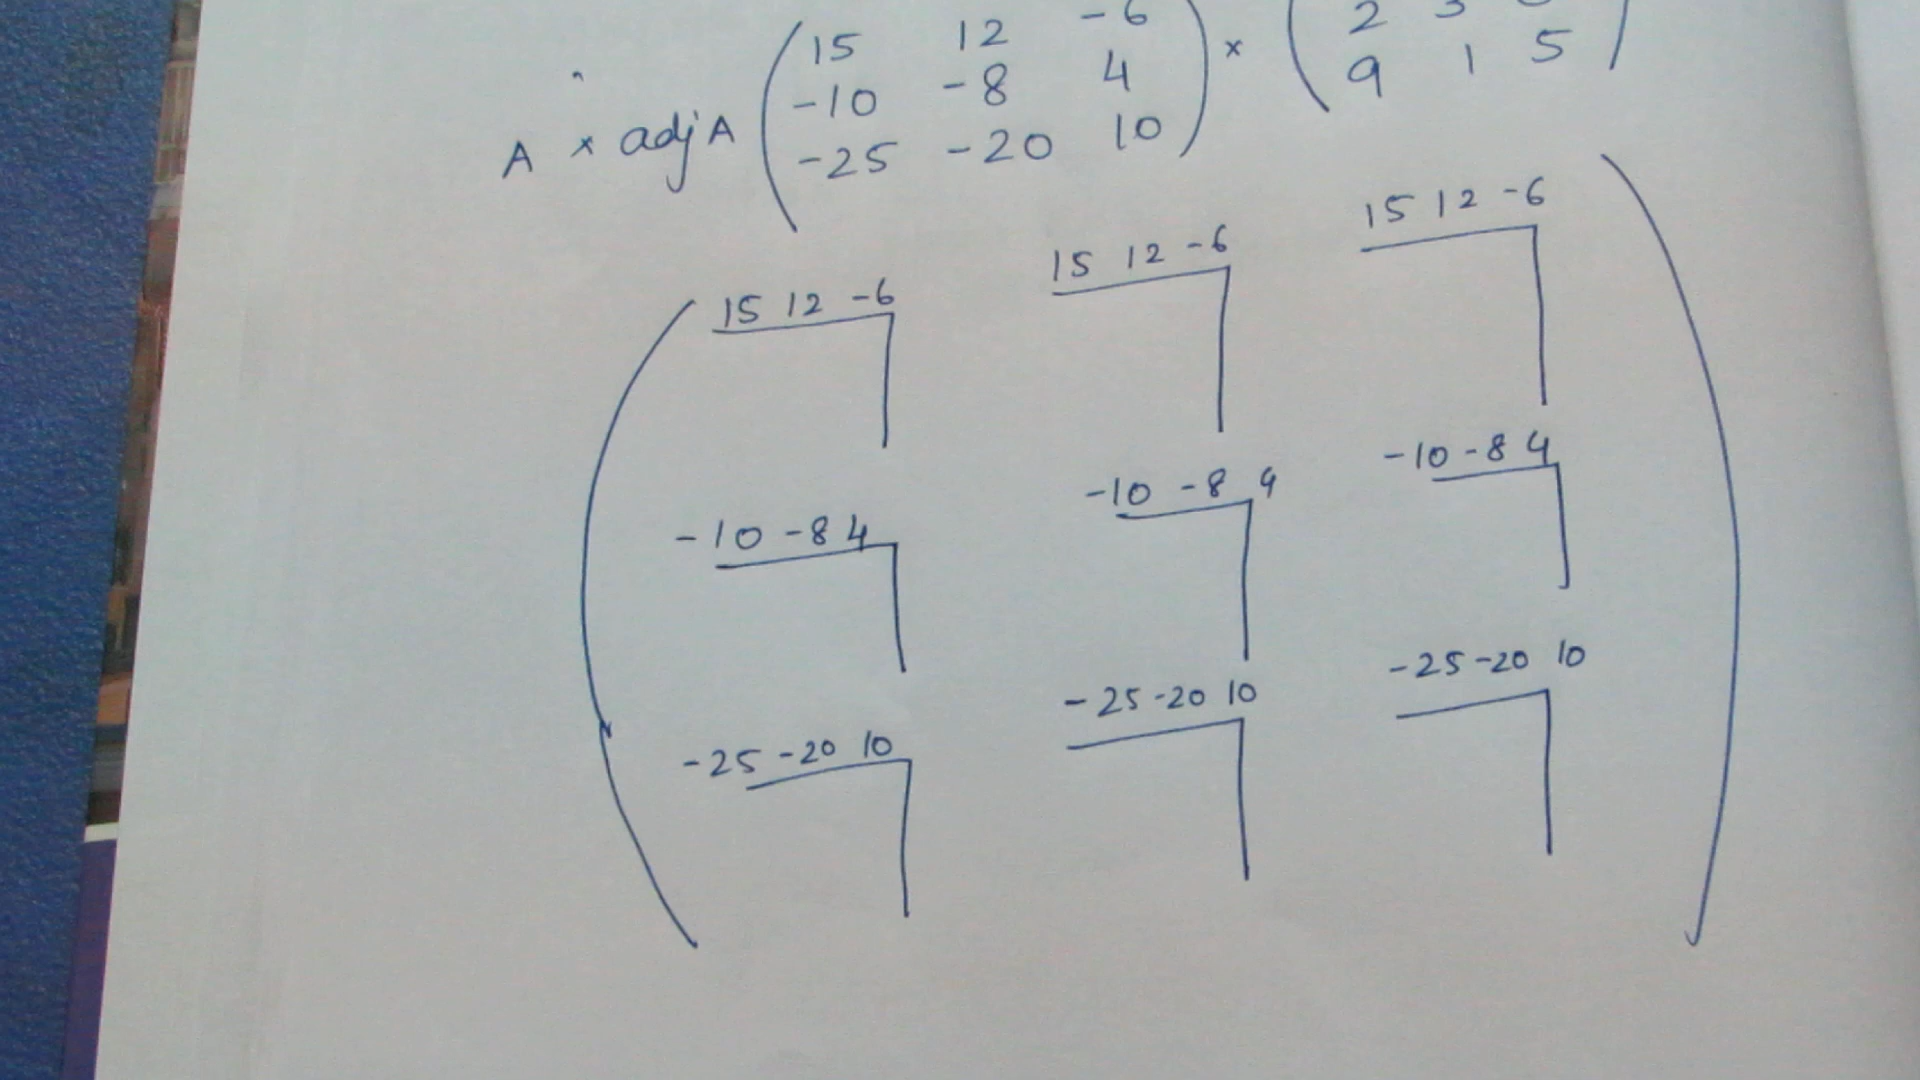 15 12 -6
-10 -8 4
A × adj A
-25 -20 10
×
2 3
9 1 5
15 12 -6 15 12 -6 15 12 -6
-10 -8 4 -10 -8 4 -10 -8 4
-25 -20 10 -25 -20 10 -25 -20 10